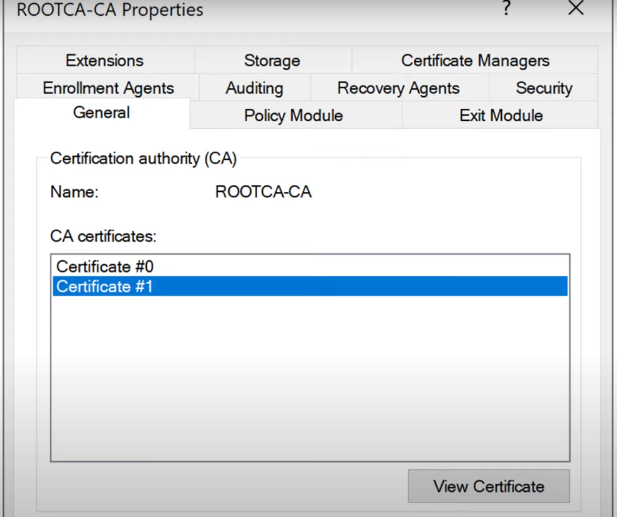 ROOTCA-CA Properties ? X
Extensions Storage Certificate Managers
Enrollment Agents Auditing Recovery Agents Security
General Policy Module Exit Module
Certification authority (CA)
Name: ROOTCA-CA
CA certificates:
Certificate #0
Certificate #1
View Certificate